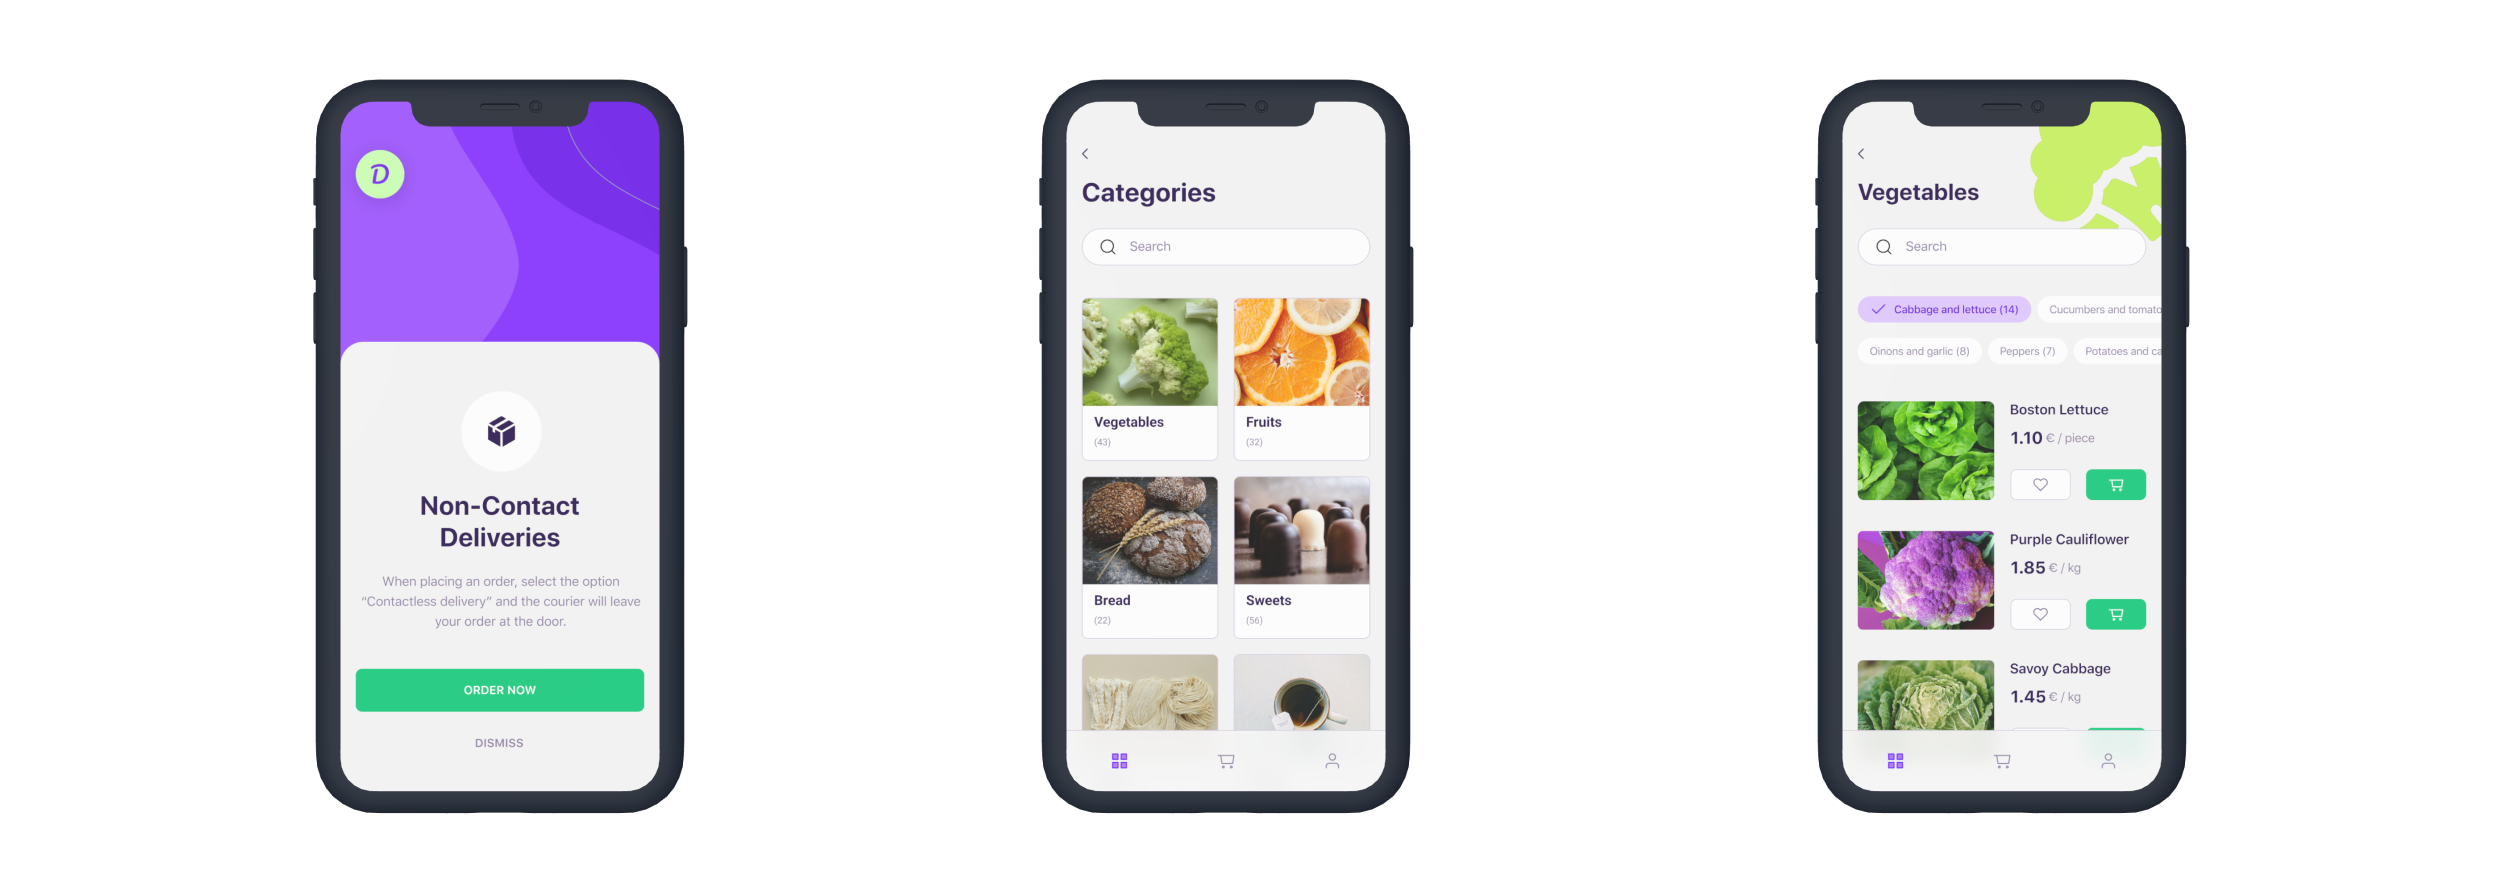 D
Non-Contact
Deliveries
When placing an order, select the option
“Contactless delivery” and the courier will leave
your order at the door.
ORDER NOW
DISMISS
Categories
Search
Vegetables
(43)
Fruits
(32)
Bread
(22)
Sweets
(56)
Vegetables
Search
Cabbage and lettuce (14)
Cucumbers and tomato
Oinons and garlic (8)
Peppers (7)
Potatoes and ca
Boston Lettuce
1.10 € / piece
Purple Cauliflower
1.85 € / kg
Savoy Cabbage
1.45 € / kg